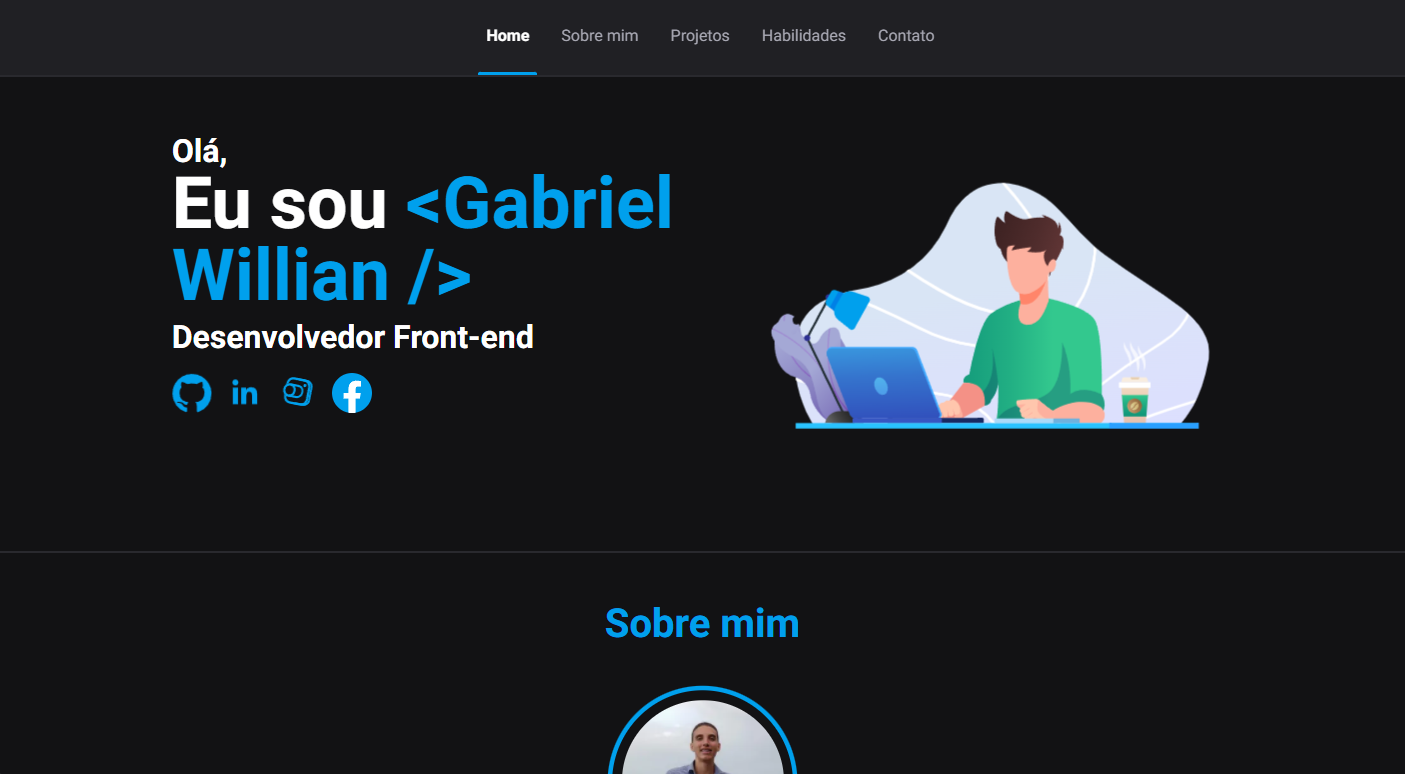 Home Sobre mim Projetos Habilidades Contato
Olá,
Eu sou <Gabriel
Willian />
Desenvolvedor Front-end
in
Sobre mim